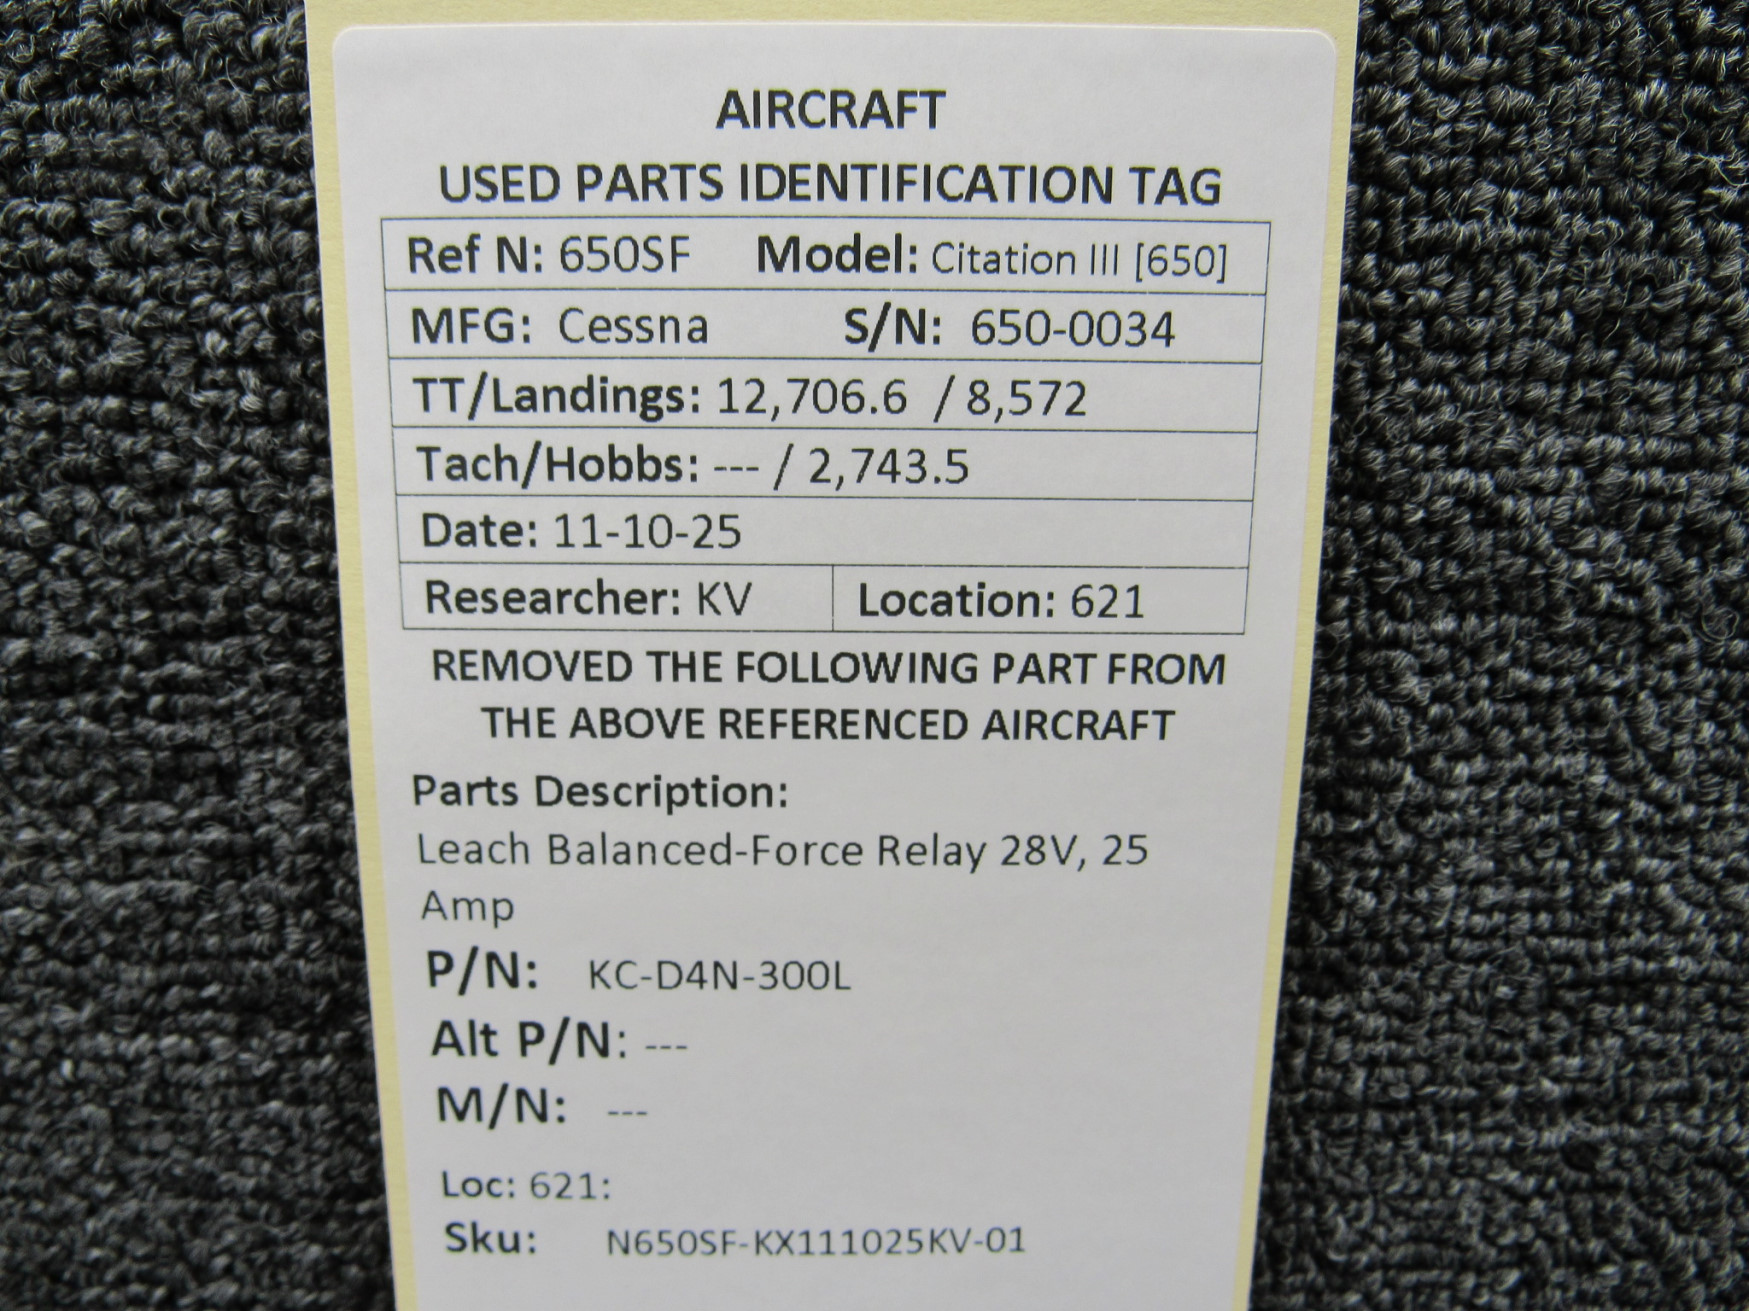 AIRCRAFT
USED PARTS IDENTIFICATION TAG
Ref N: 650SF Model: Citation III [650]
MFG: Cessna S/N: 650-0034
TT/Landings: 12,706.6 / 8,572
Tach/Hobbs: --- / 2,743.5
Date: 11-10-25
Researcher: KV Location: 621
REMOVED THE FOLLOWING PART FROM
THE ABOVE REFERENCED AIRCRAFT
Parts Description:
Leach Balanced-Force Relay 28V, 25
Amp
P/N: KC-D4N-300L
Alt P/N: ---
M/N: ---
Loc: 621:
Sku: N650SF-KX111025KV-01